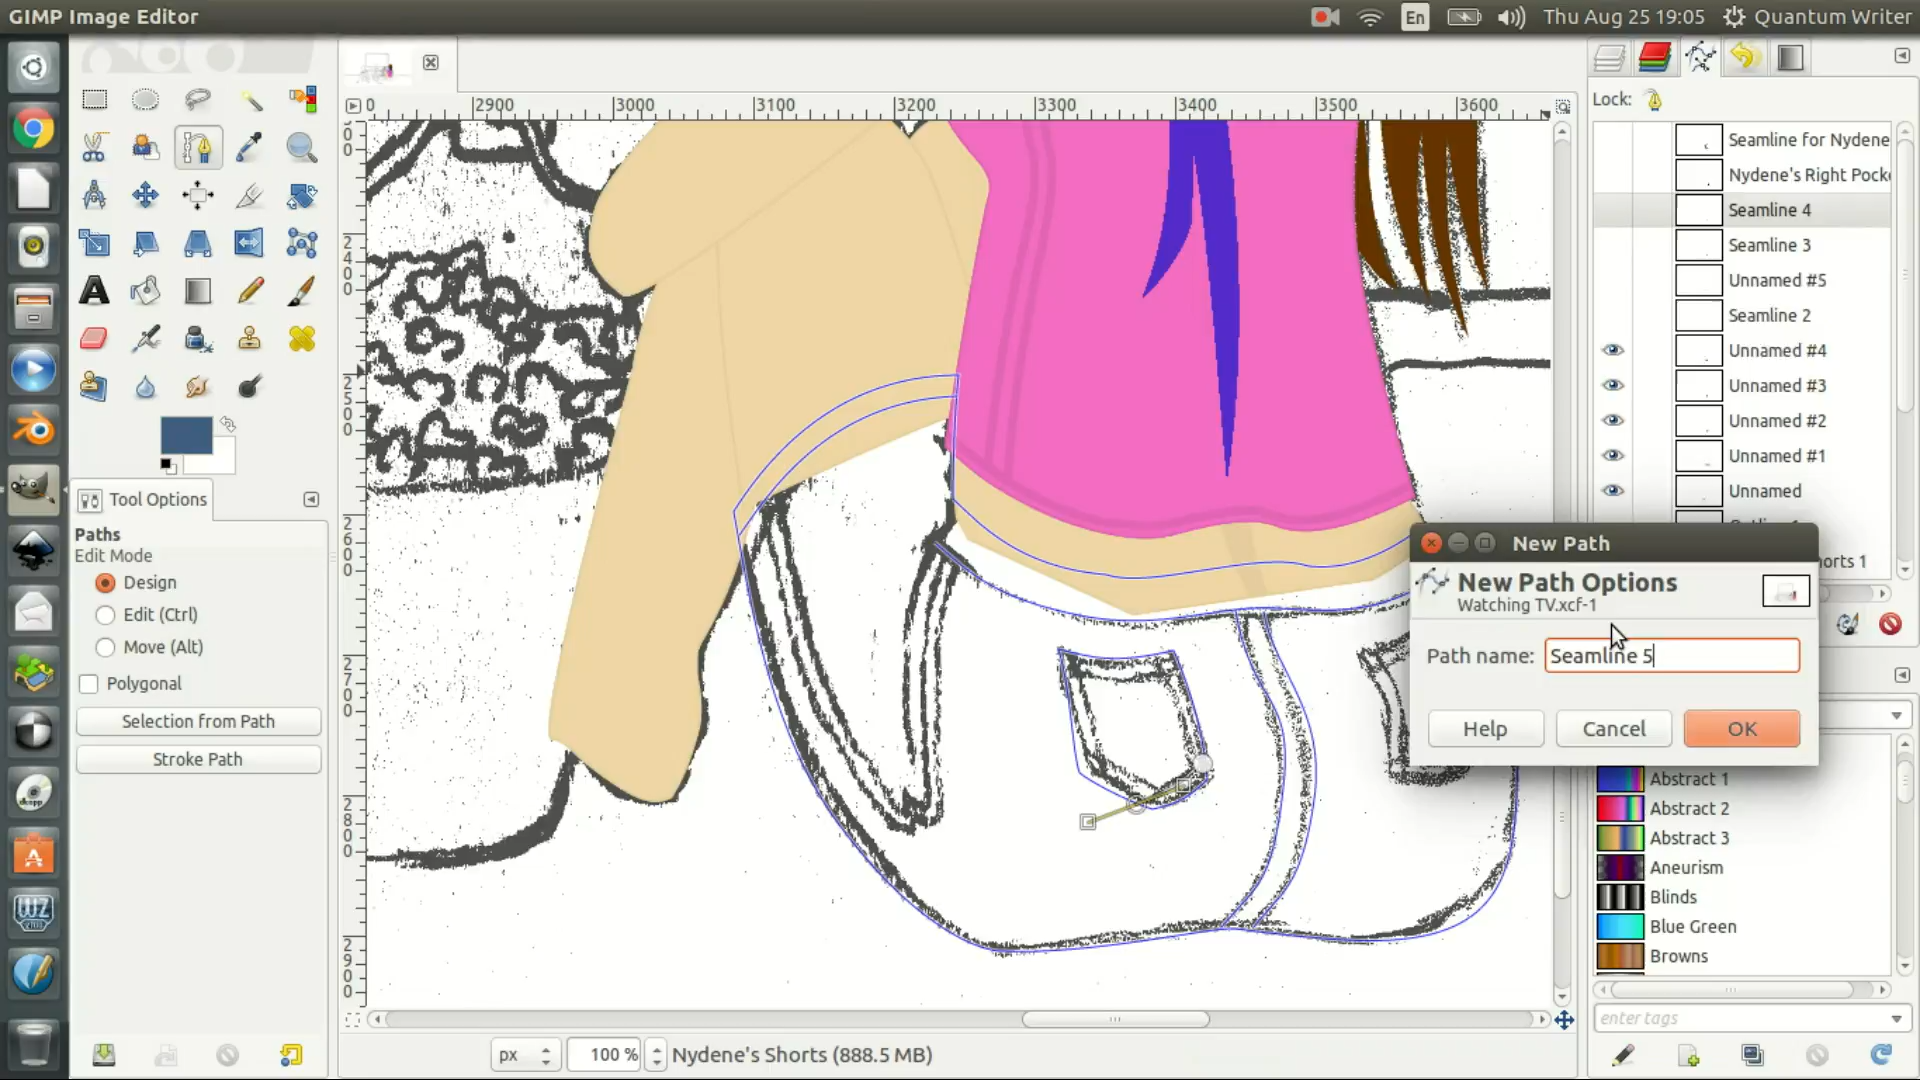 GIMP Image Editor
En
Thu Aug 25 19:05
Quantum Writer
0 2900 3000 3100 3200 3300 3400 3500 3600
Lock:
Seamline for Nydene
Nydene's Right Pock
Seamline 4
Seamline 3
Unnamed #5
Seamline 2
Unnamed #4
Unnamed #3
Unnamed #2
Unnamed #1
Unnamed
orts 1
Tool Options
Paths
Edit Mode
Design
Edit (Ctrl)
Move (Alt)
Polygonal
Selection from Path
Stroke Path
New Path
New Path Options
Watching TV.xcf-1
Path name: Seamline 5
Help Cancel OK
Abstract 1
Abstract 2
Abstract 3
Aneurism
Blinds
Blue Green
Browns
enter tags
px 100 % Nydene's Shorts (888.5 MB)